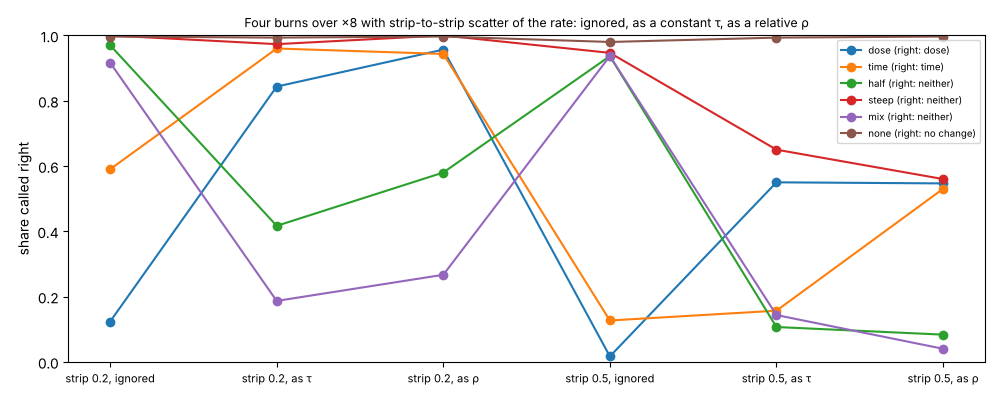 Four burns over ×8 with strip-to-strip scatter of the rate: ignored, as a constant τ, as a relative ρ
share called right
1.0
0.8
0.6
0.4
0.2
0.0
dose (right: dose)
time (right: time)
half (right: neither)
steep (right: neither)
mix (right: neither)
none (right: no change)
strip 0.2, ignored
strip 0.2, as τ
strip 0.2, as ρ
strip 0.5, ignored
strip 0.5, as τ
strip 0.5, as ρ